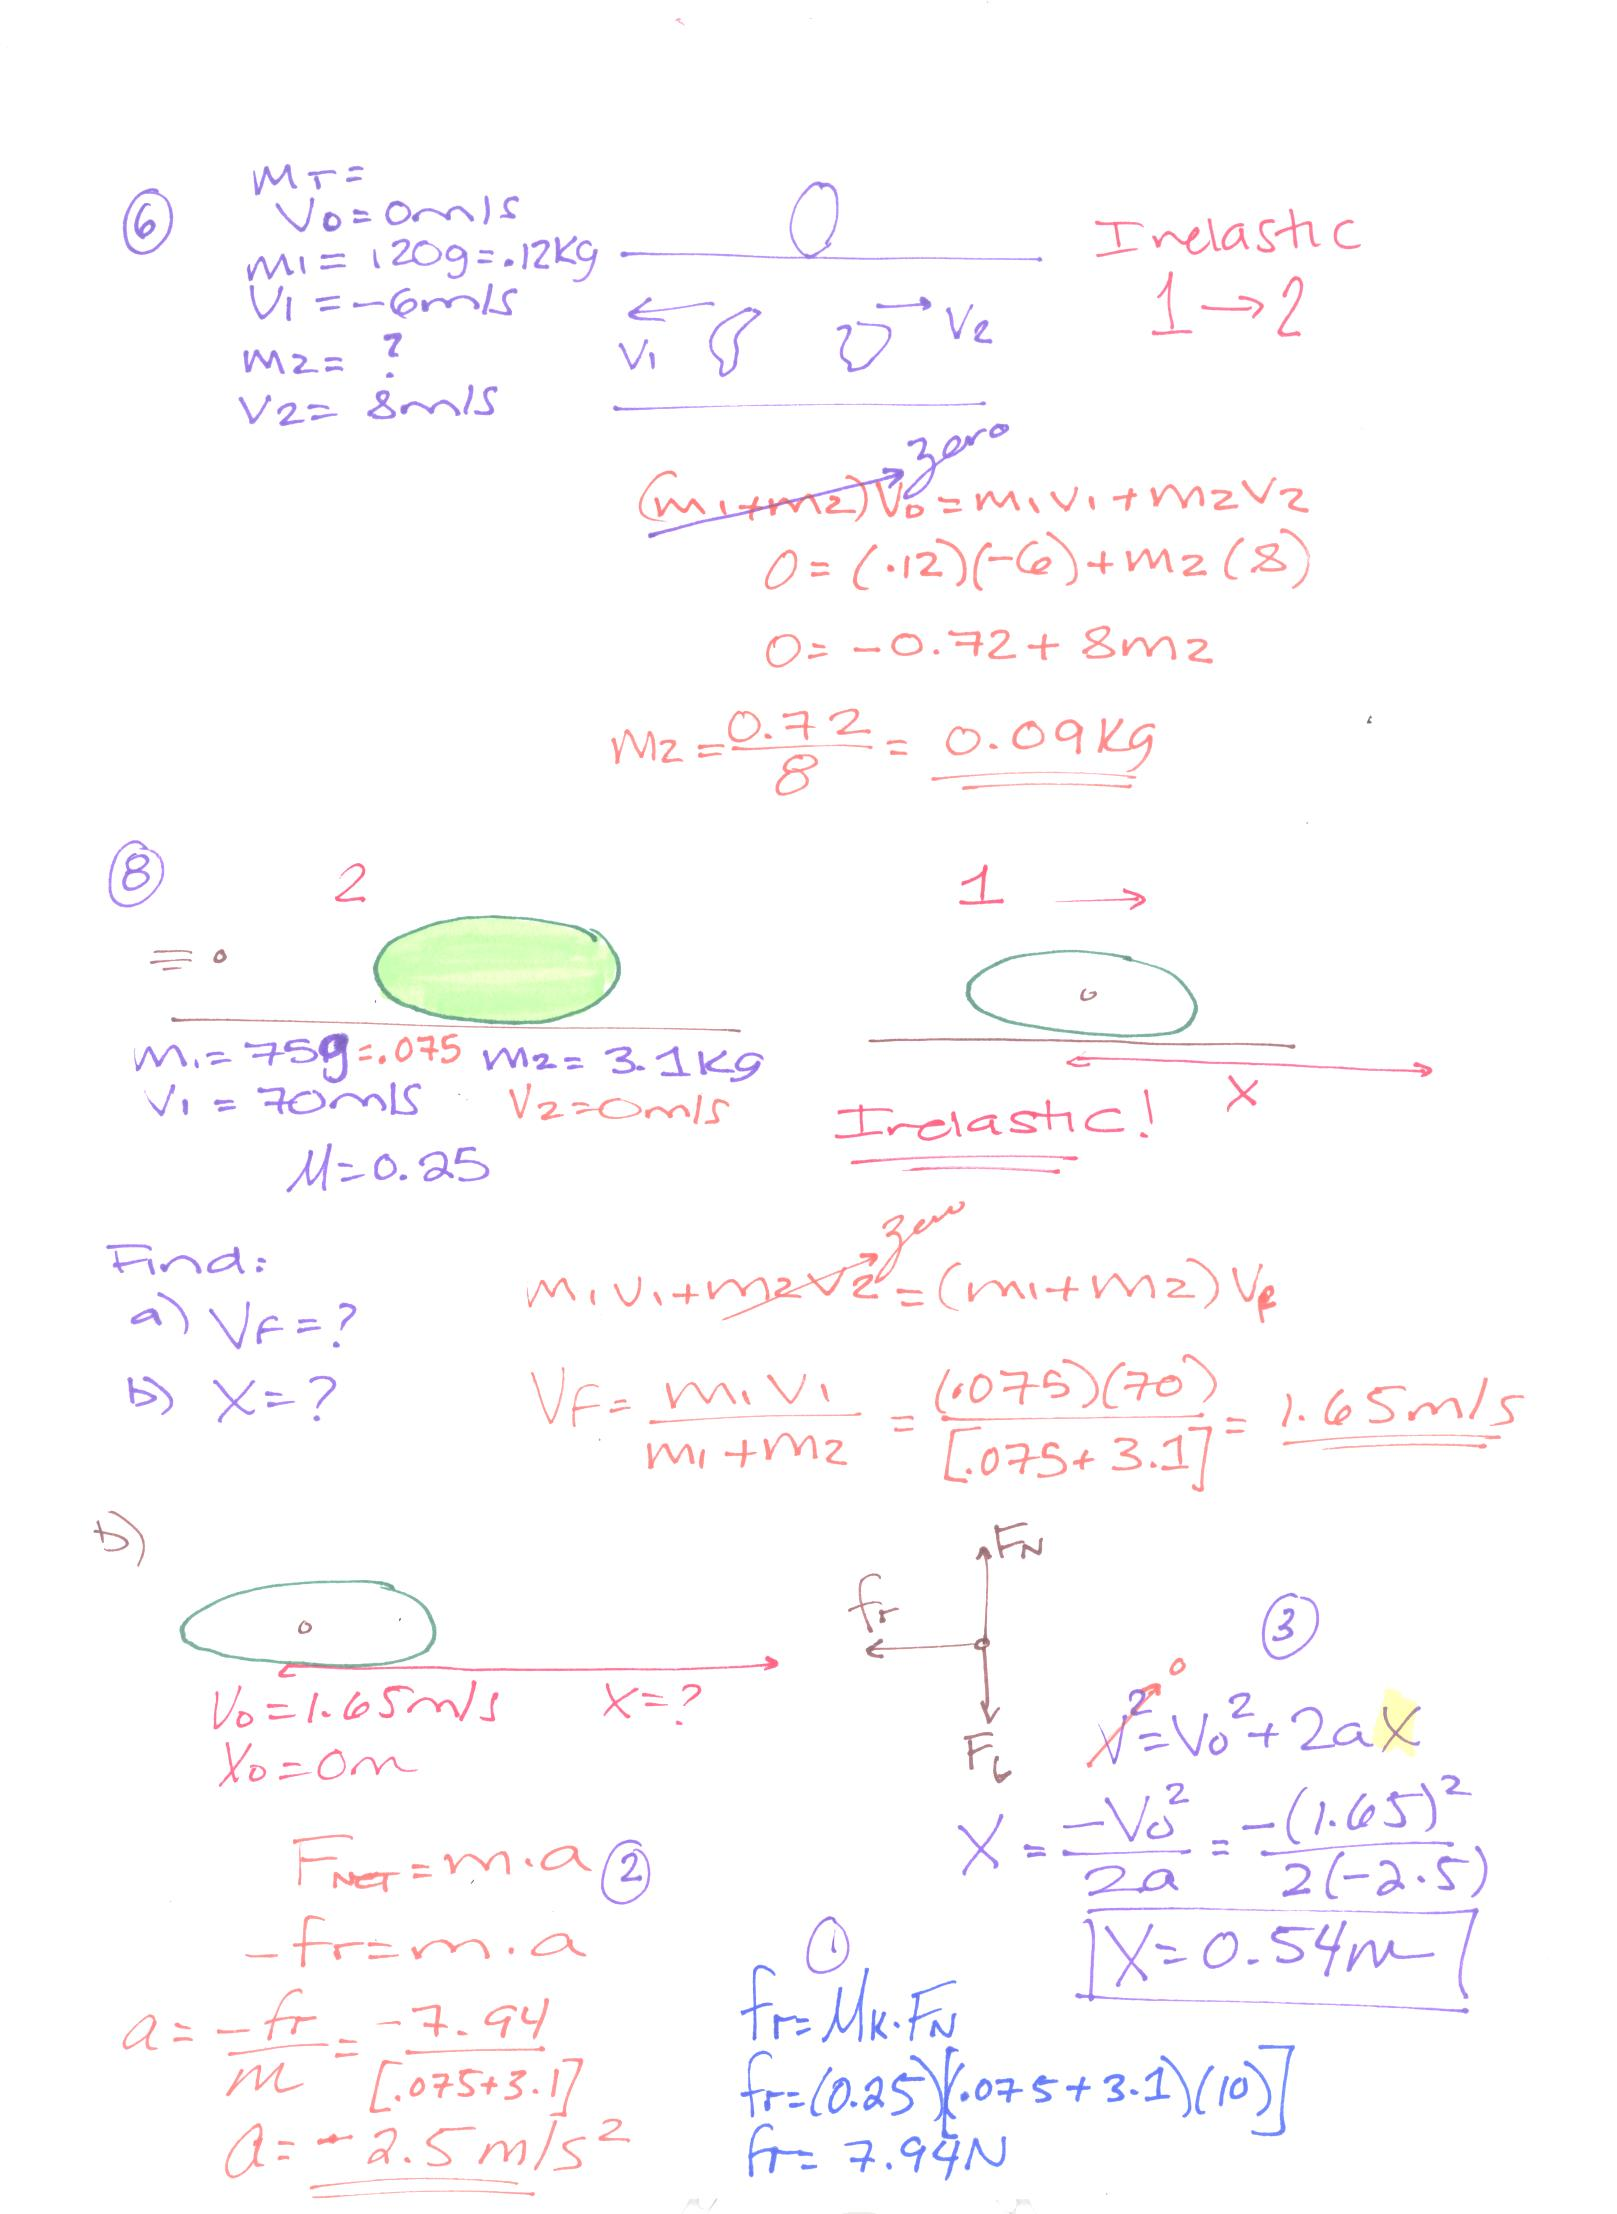 6
MT=
V0=0m/s
m1=120g=.12Kg
V1=-6m/s
m2=?
V2=8m/s
V1
V2
Inelastic
1→2
zero
(m1+m2)V0=m1V1+m2V2
0=(.12)(-6)+m2(8)
0=-0.72+8m2
m2=0.72/8=0.09Kg
8
2
1
m1=75g=.075 m2=3.1Kg
V1=70m/s V2=0m/s
μ=0.25
X
Inelastic!
Find:
a) VF=?
b) X=?
zero
m1V1+m2V2=(m1+m2)VF
VF=m1V1/m1+m2=(.075)(70)/[.075+3.1]=1.65m/s
b)
V0=1.65m/s X=?
X0=0m
FN
fr
FL
FNET=m.a 2
-fr=m.a
a=-fr/m=-7.94/[.075+3.1]
a=-2.5m/s²
1
fr=μK.FN
fr=(0.25)[(.075+3.1)(10)]
fr=7.94N
3
0
V²=V0²+2aX
X=-V0²/2a=-(1.65)²/2(-2.5)
X=0.54m